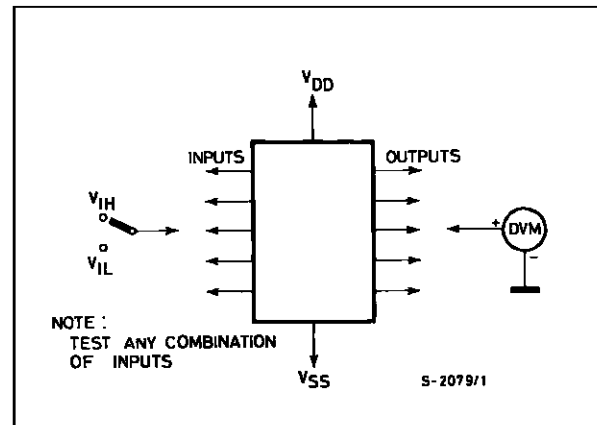 VDD
INPUTS OUTPUTS
VIH
VIL
+ DVM -
NOTE :
TEST ANY COMBINATION
OF INPUTS
VSS
S-2079/1